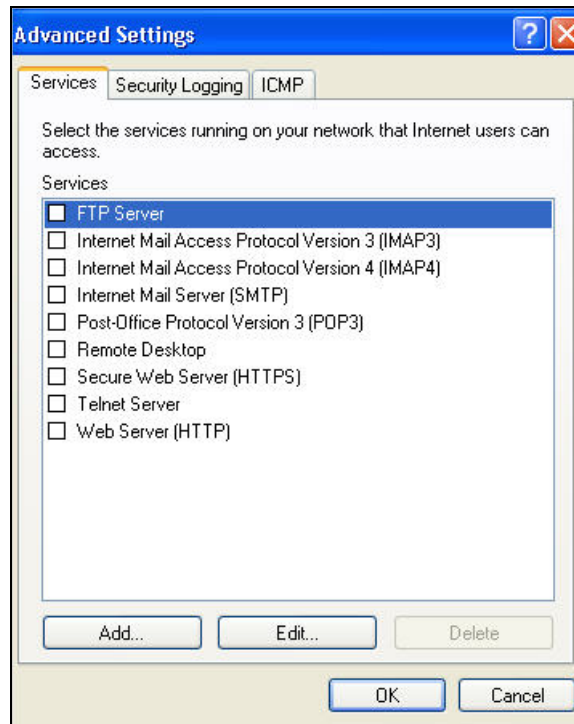 Advanced Settings
Services Security Logging ICMP
Select the services running on your network that Internet users can
access.
Services
FTP Server
Internet Mail Access Protocol Version 3 (IMAP3)
Internet Mail Access Protocol Version 4 (IMAP4)
Internet Mail Server (SMTP)
Post-Office Protocol Version 3 (POP3)
Remote Desktop
Secure Web Server (HTTPS)
Telnet Server
Web Server (HTTP)
Add... Edit... Delete
OK Cancel